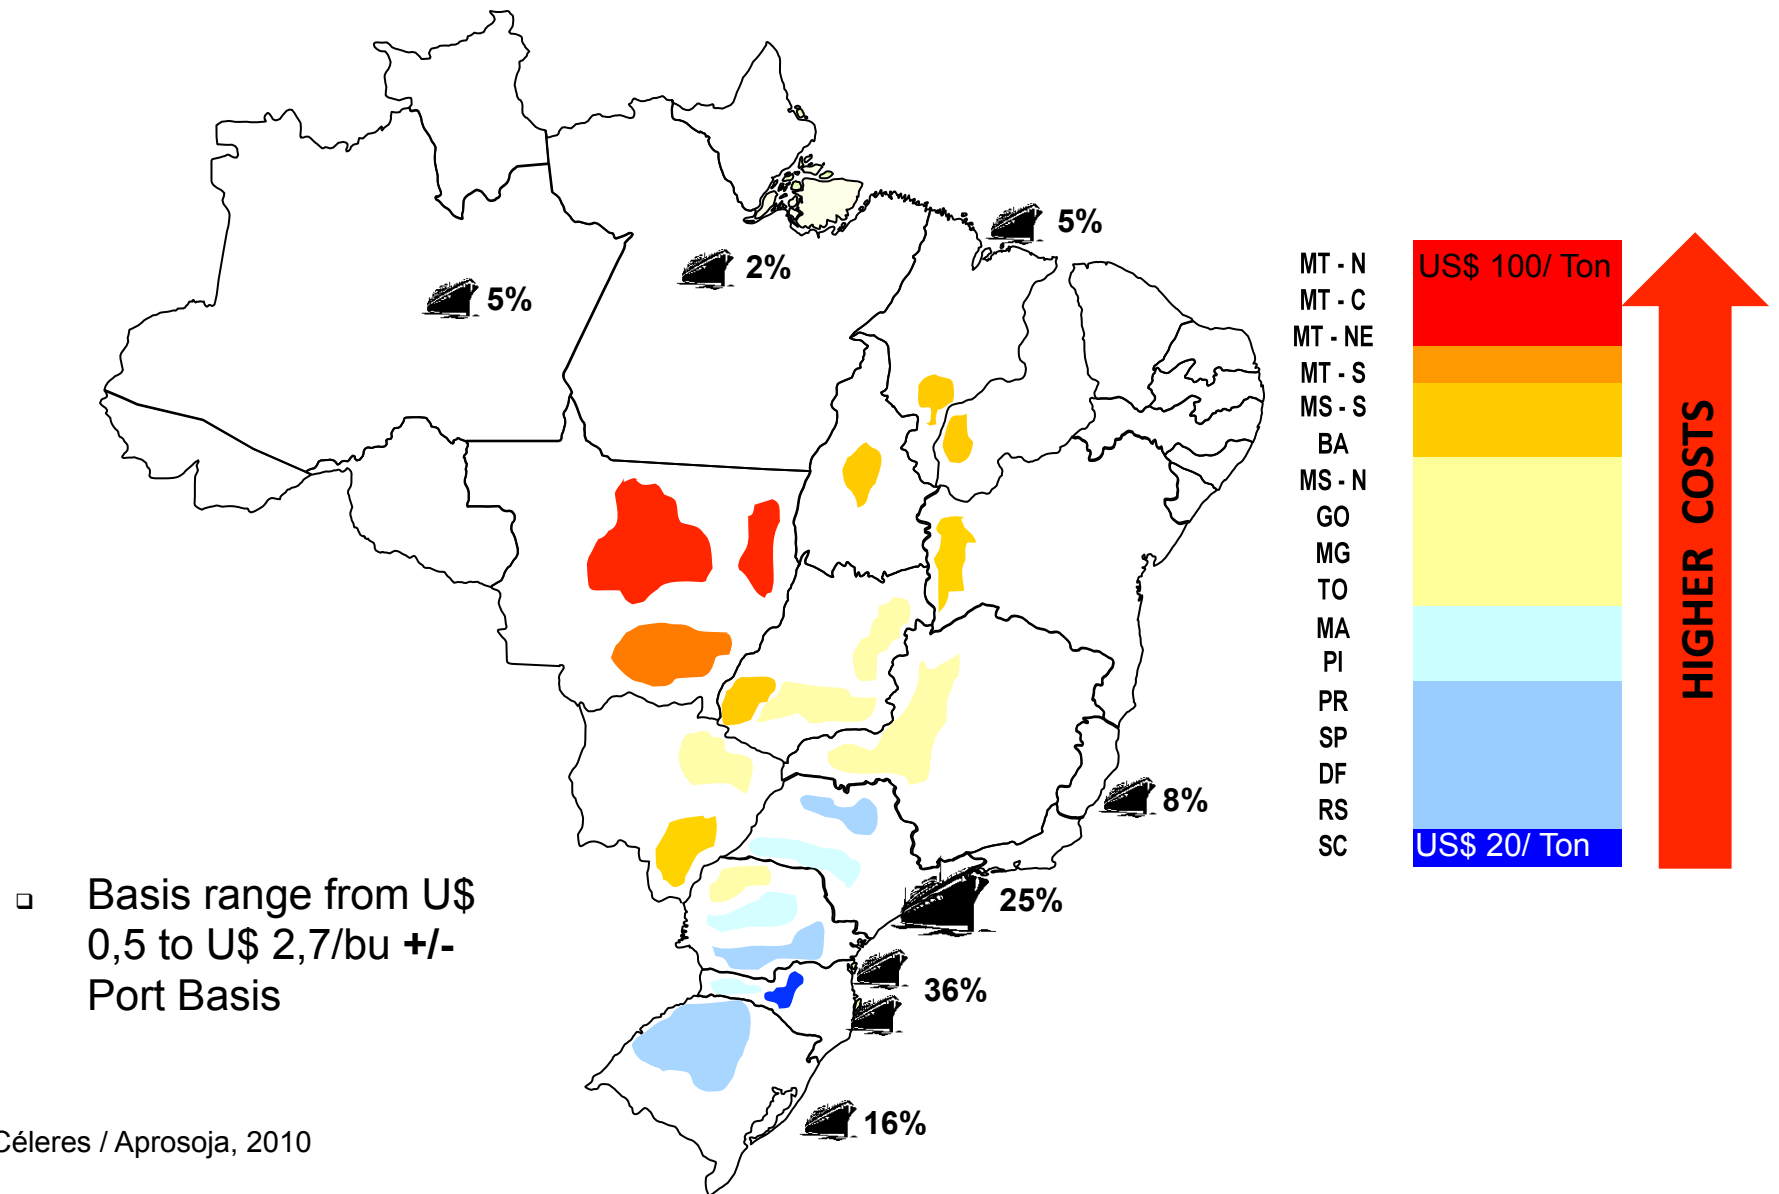 5%
2%
5%
8%
25%
36%
16%
MT - N
MT - C
MT - NE
MT - S
MS - S
BA
MS - N
GO
MG
TO
MA
PI
PR
SP
DF
RS
SC
US$ 100/ Ton
US$ 20/ Ton
HIGHER COSTS
Basis range from U$
0,5 to U$ 2,7/bu +/-
Port Basis
Céleres / Aprosoja, 2010